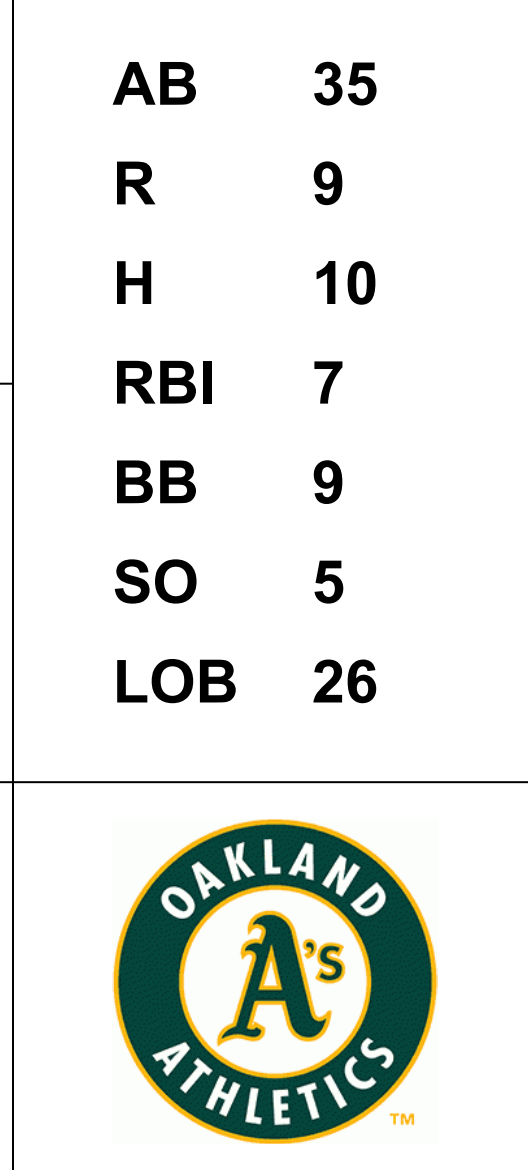 AB 35
R 9
H 10
RBI 7
BB 9
SO 5
LOB 26
OAKLAND
A's
ATHLETICS
TM